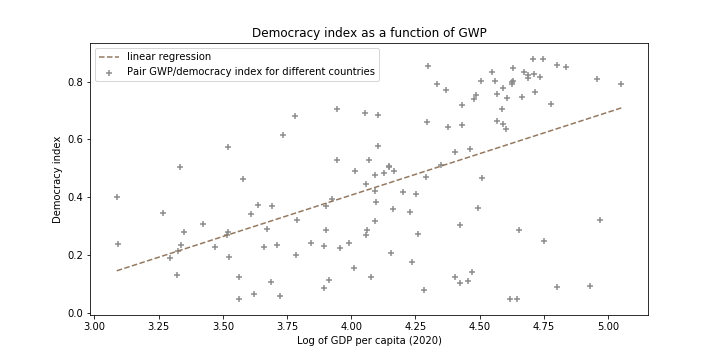 Democracy index as a function of GWP
linear regression
Pair GWP/democracy index for different countries
Democracy index
0.8
0.6
0.4
0.2
0.0
3.00 3.25 3.50 3.75 4.00 4.25 4.50 4.75 5.00
Log of GDP per capita (2020)